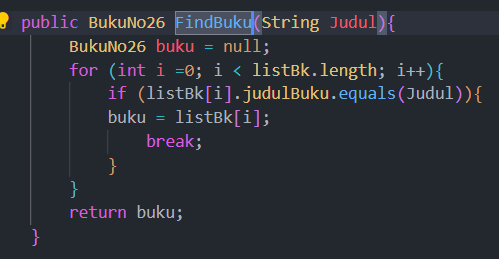 public BukuNo26 FindBuku(String Judul){
BukuNo26 buku = null;
for (int i =0; i < listBk.length; i++){
if (listBk[i].judulBuku.equals(Judul)){
buku = listBk[i];
break;
}
}
return buku;
}